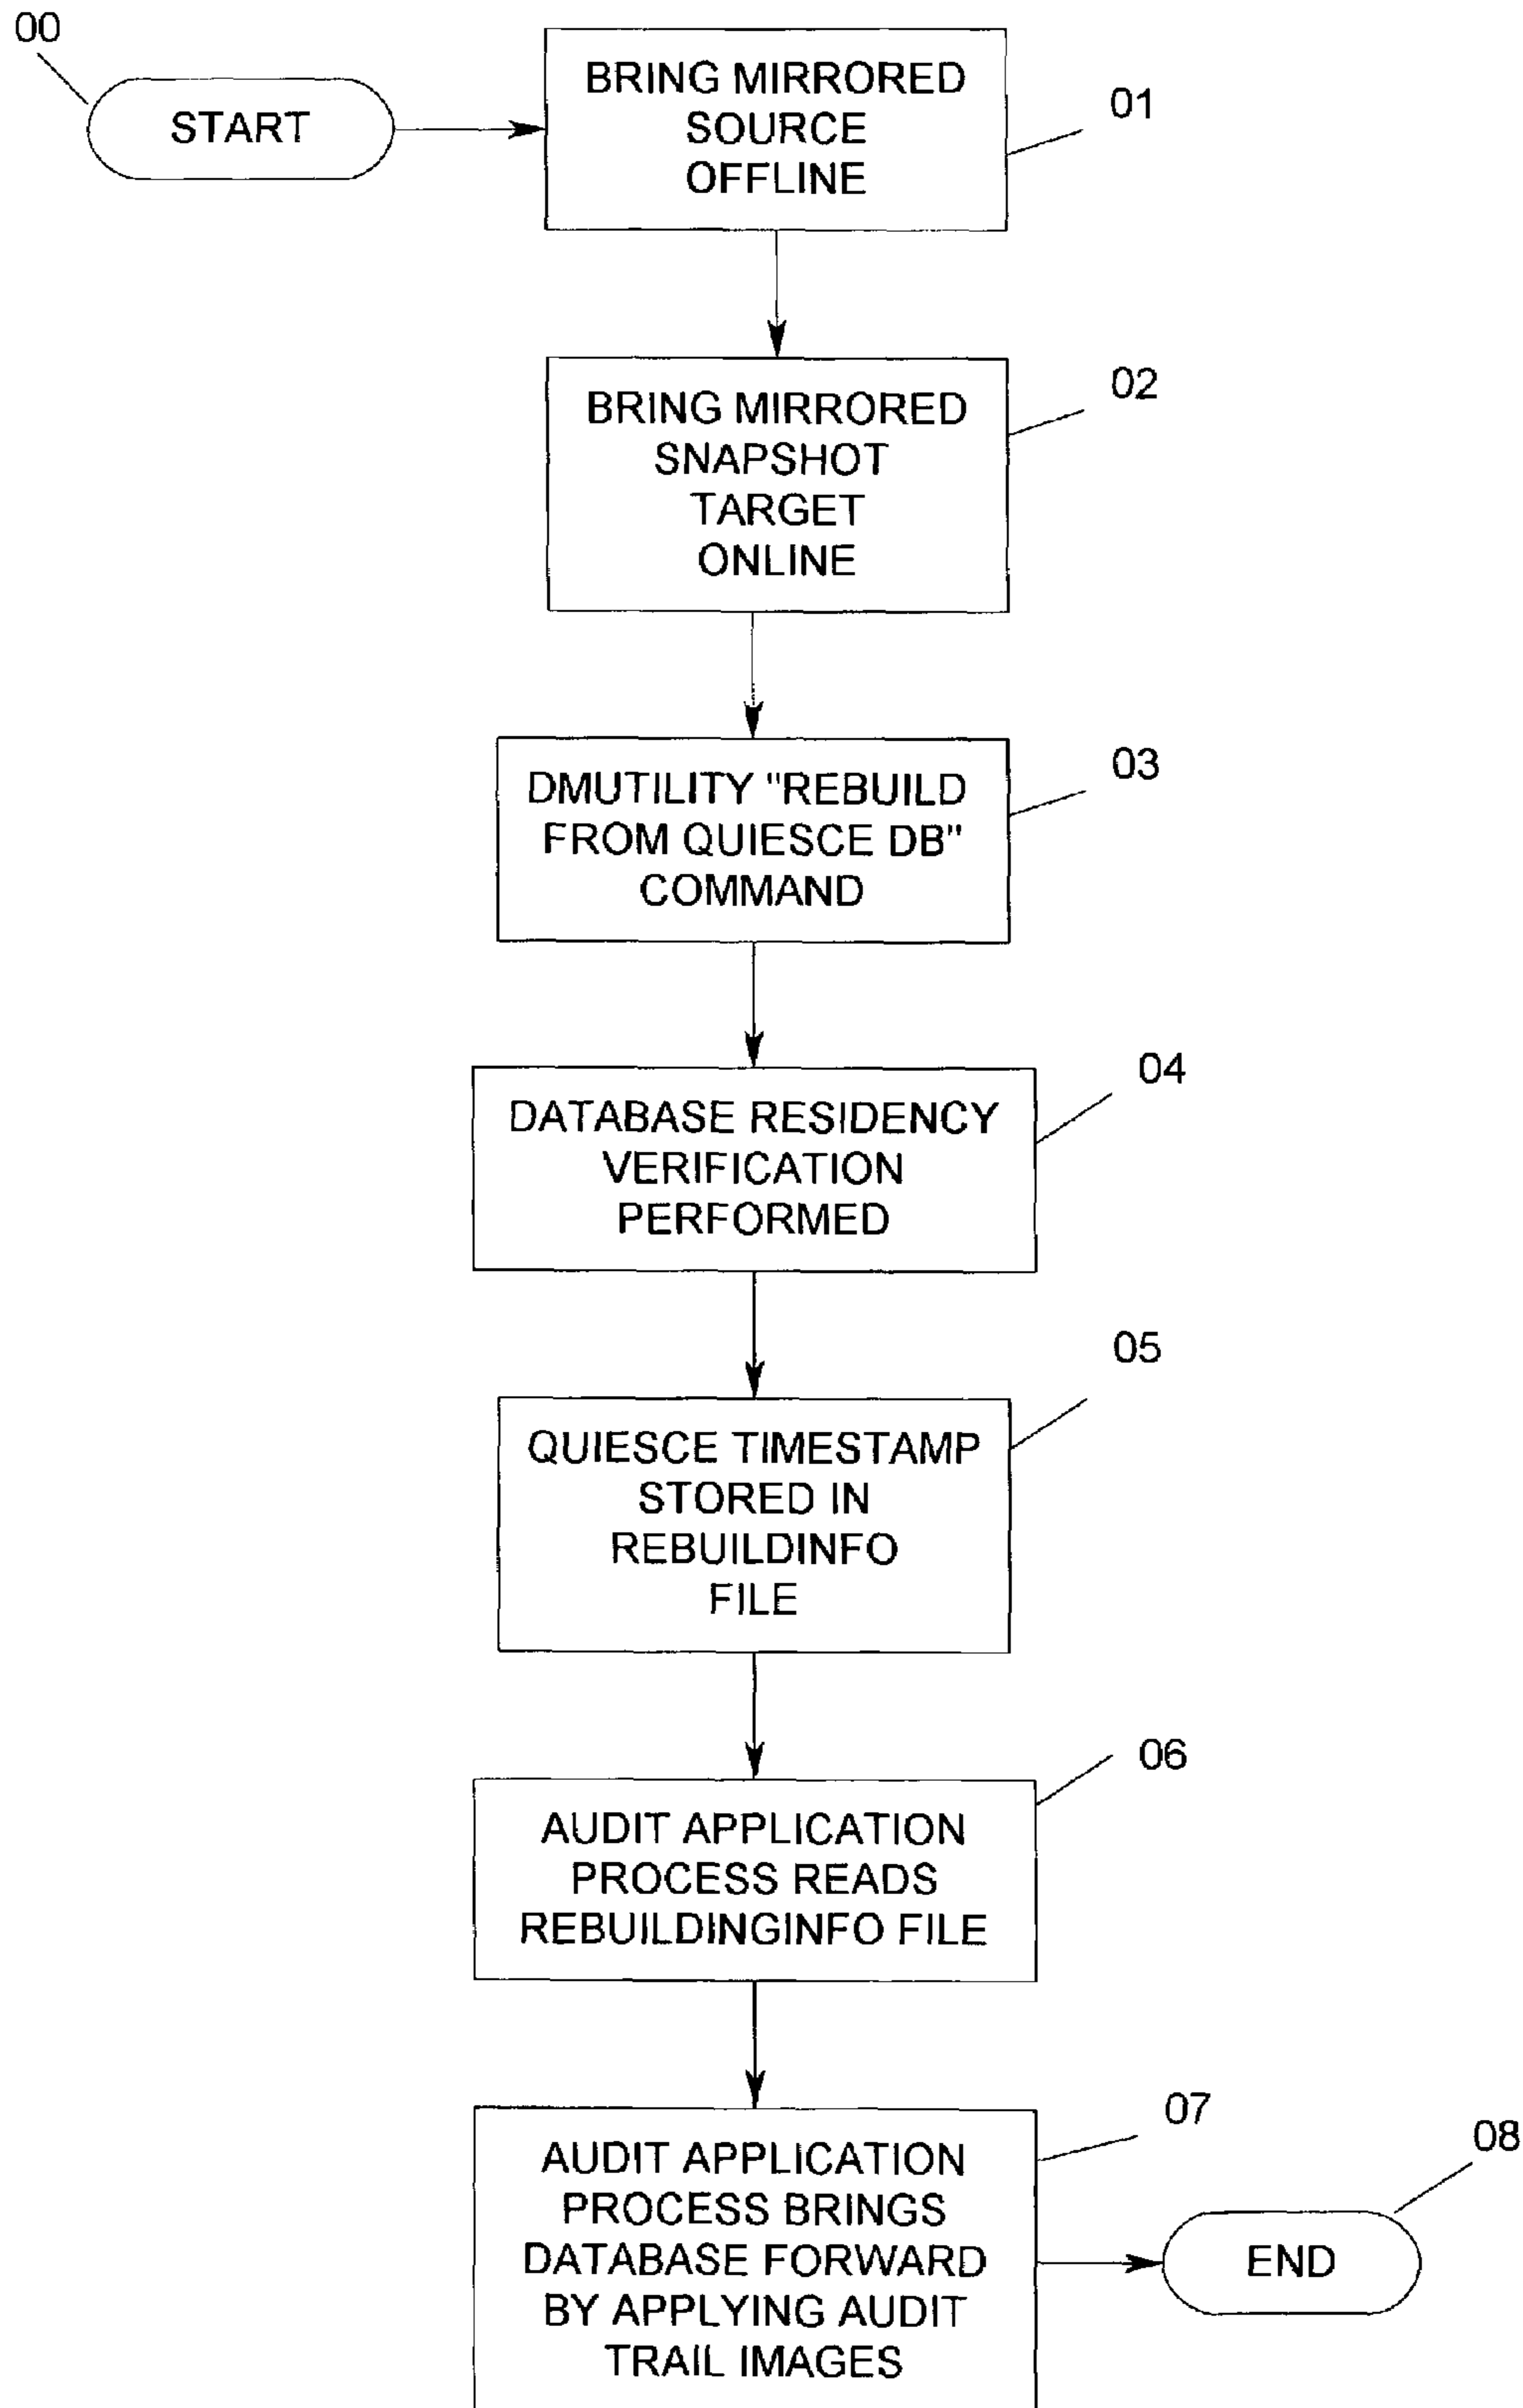 00
START
BRING MIRRORED
SOURCE
OFFLINE
01
BRING MIRRORED
SNAPSHOT
TARGET
ONLINE
02
DMUTILITY "REBUILD
FROM QUIESCE DB"
COMMAND
03
DATABASE RESIDENCY
VERIFICATION
PERFORMED
04
QUIESCE TIMESTAMP
STORED IN
REBUILDINFO
FILE
05
AUDIT APPLICATION
PROCESS READS
REBUILDINGINFO FILE
06
AUDIT APPLICATION
PROCESS BRINGS
DATABASE FORWARD
BY APPLYING AUDIT
TRAIL IMAGES
07
END
08